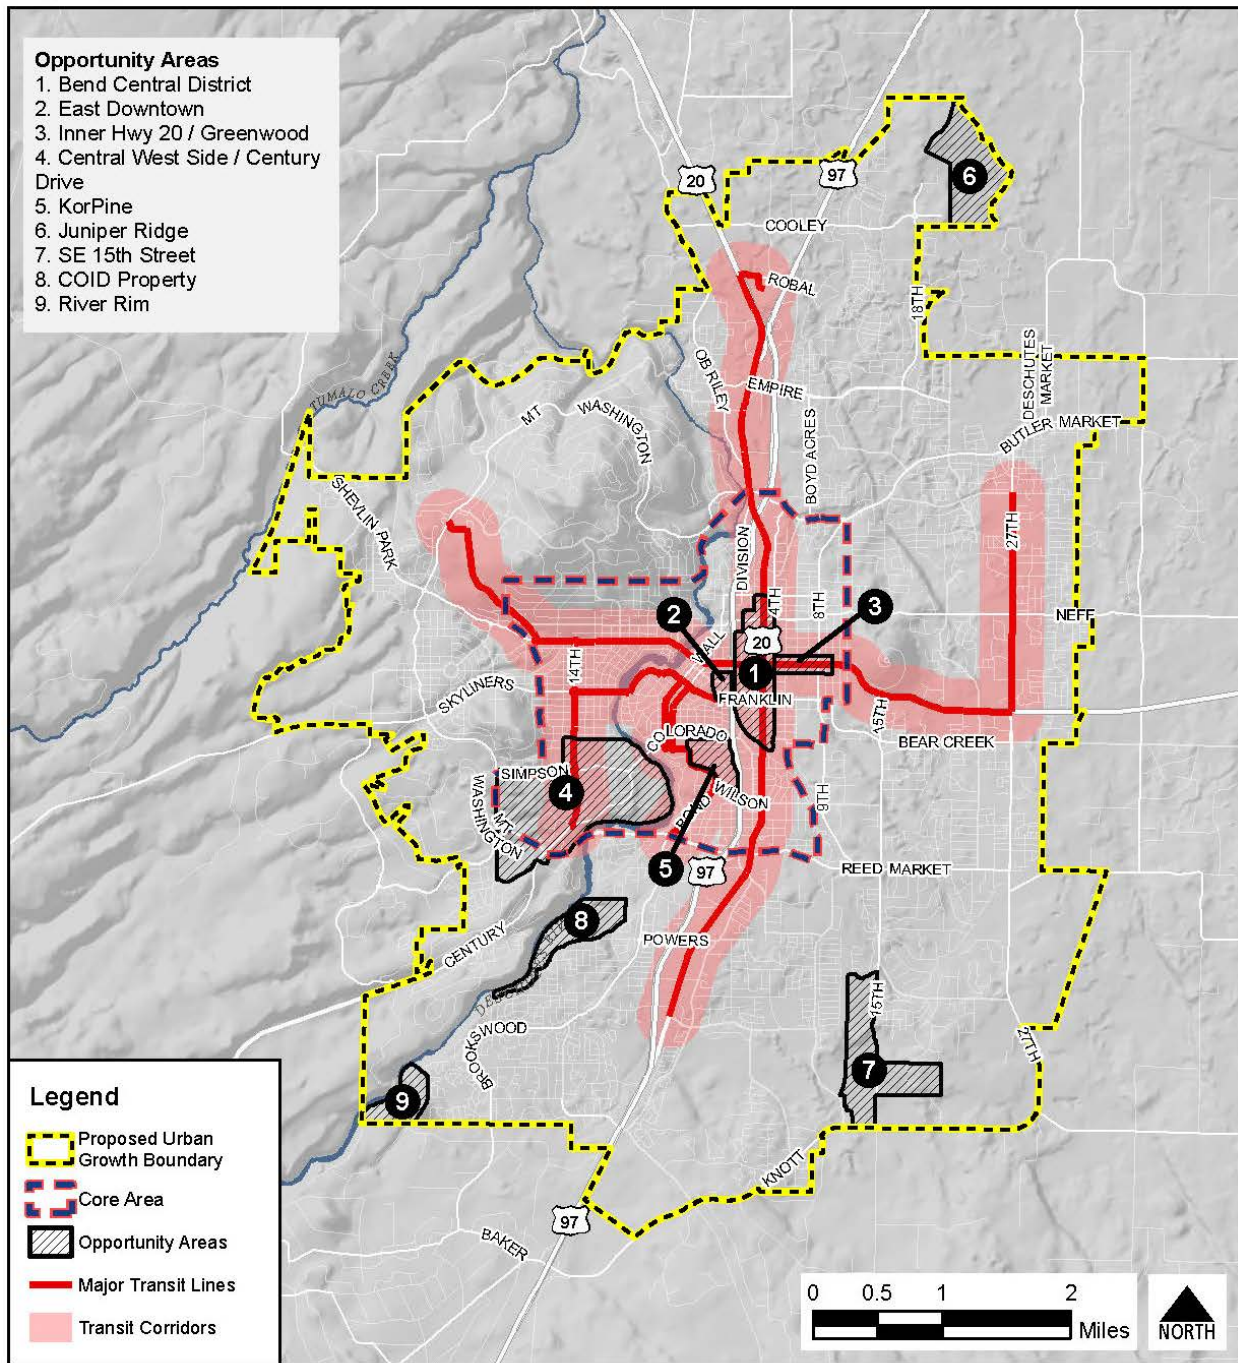 Opportunity Areas
1. Bend Central District
2. East Downtown
3. Inner Hwy 20 / Greenwood
4. Central West Side / Century
Drive
5. KorPine
6. Juniper Ridge
7. SE 15th Street
8. COID Property
9. River Rim
6
20
97
COOLEY
ROBAL
18TH
OB RILEY
EMPIRE
DESCHUTES
MARKET
BUTLER MARKET
TUMALO CREEK
MT
WASHINGTON
BOYD ACRES
SHEVLIN PARK
27TH
DIVISION
4TH
8TH
3
2
NEFF
20
WALL
14TH
1
SKYLINERS
FRANKLIN
15TH
BEAR CREEK
CO
LORADO
SIMPSON
4
WASHINGTON
MT
WILSON
BOND
9TH
5
97
REED MARKET
8
POWERS
CENTURY
15TH
BROOKSWOOD
27TH
7
9
KNOTT
97
BAKER
Legend
Proposed Urban
Growth Boundary
Core Area
Opportunity Areas
Major Transit Lines
Transit Corridors
0 0.5 1 2
Miles
NORTH